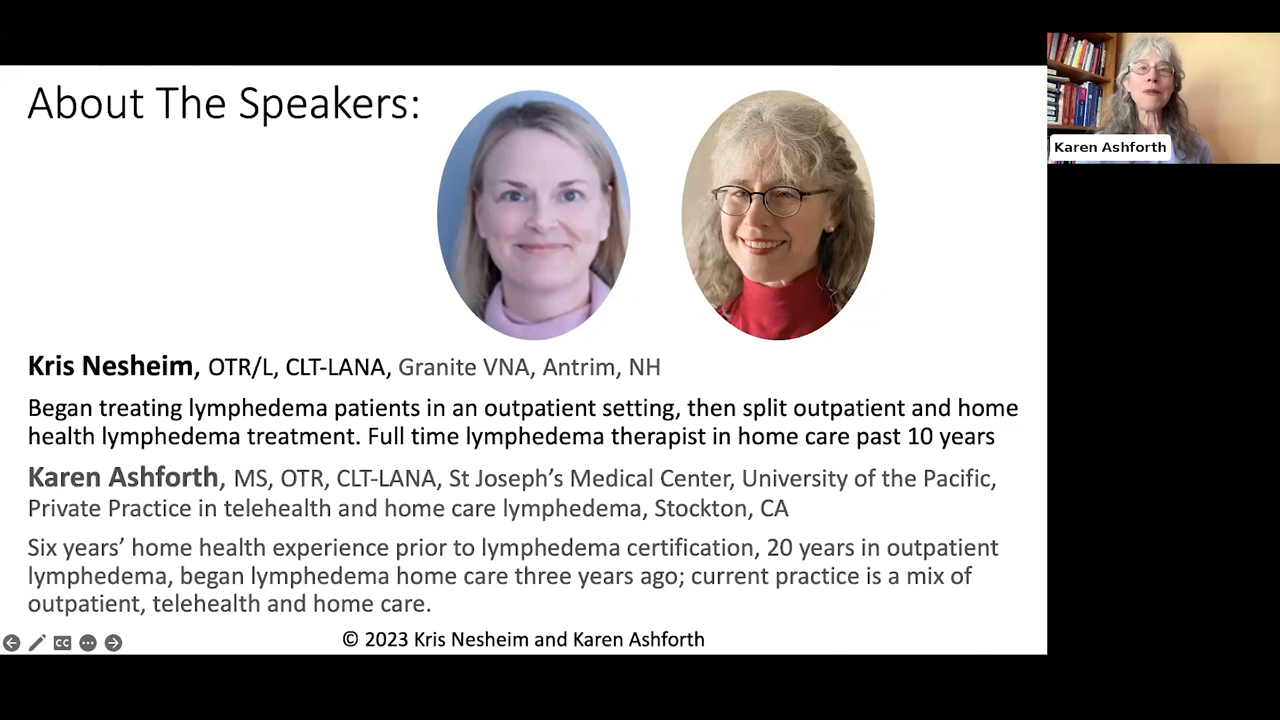 About The Speakers:
Karen Ashforth
Kris Nesheim, OTR/L, CLT-LANA, Granite VNA, Antrim, NH
Began treating lymphedema patients in an outpatient setting, then split outpatient and home
health lymphedema treatment. Full time lymphedema therapist in home care past 10 years
Karen Ashforth, MS, OTR, CLT-LANA, St Joseph’s Medical Center, University of the Pacific,
Private Practice in telehealth and home care lymphedema, Stockton, CA
Six years’ home health experience prior to lymphedema certification, 20 years in outpatient
lymphedema, began lymphedema home care three years ago; current practice is a mix of
outpatient, telehealth and home care.
CC
© 2023 Kris Nesheim and Karen Ashforth